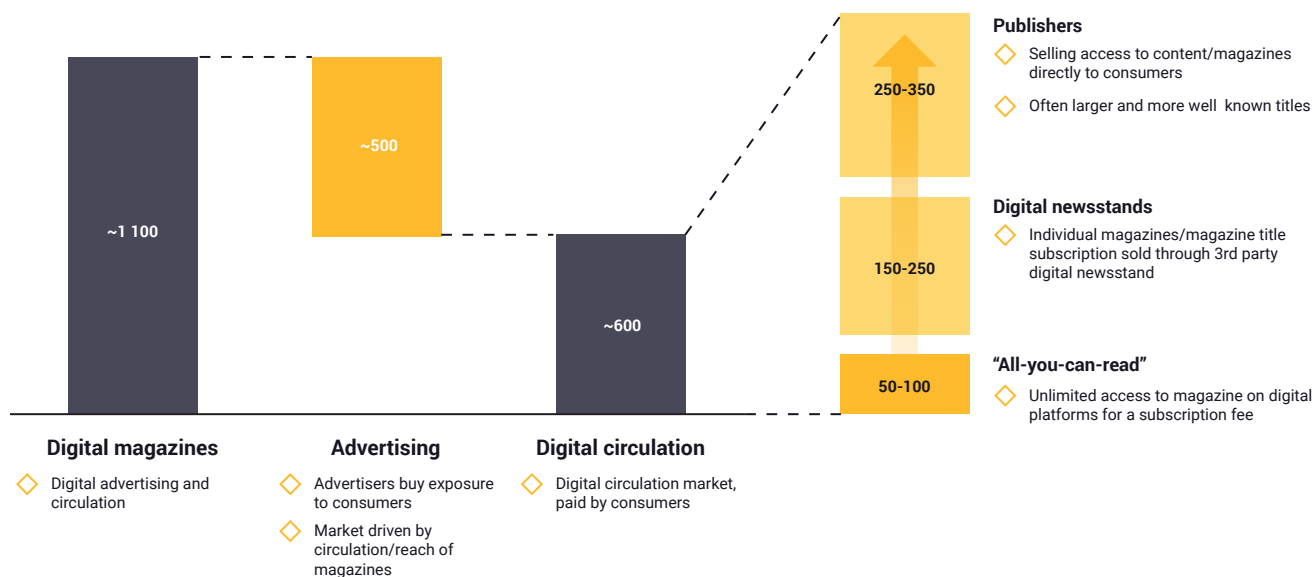 ~1 100
Digital magazines
Digital advertising and
circulation
~500
Advertising
Advertisers buy exposure
to consumers
Market driven by
circulation/reach of
magazines
~600
Digital circulation
Digital circulation market,
paid by consumers
250-350
Publishers
Selling access to content/magazines
directly to consumers
Often larger and more well known titles
150-250
Digital newsstands
Individual magazines/magazine title
subscription sold through 3rd party
digital newsstand
50-100
“All-you-can-read”
Unlimited access to magazine on digital
platforms for a subscription fee